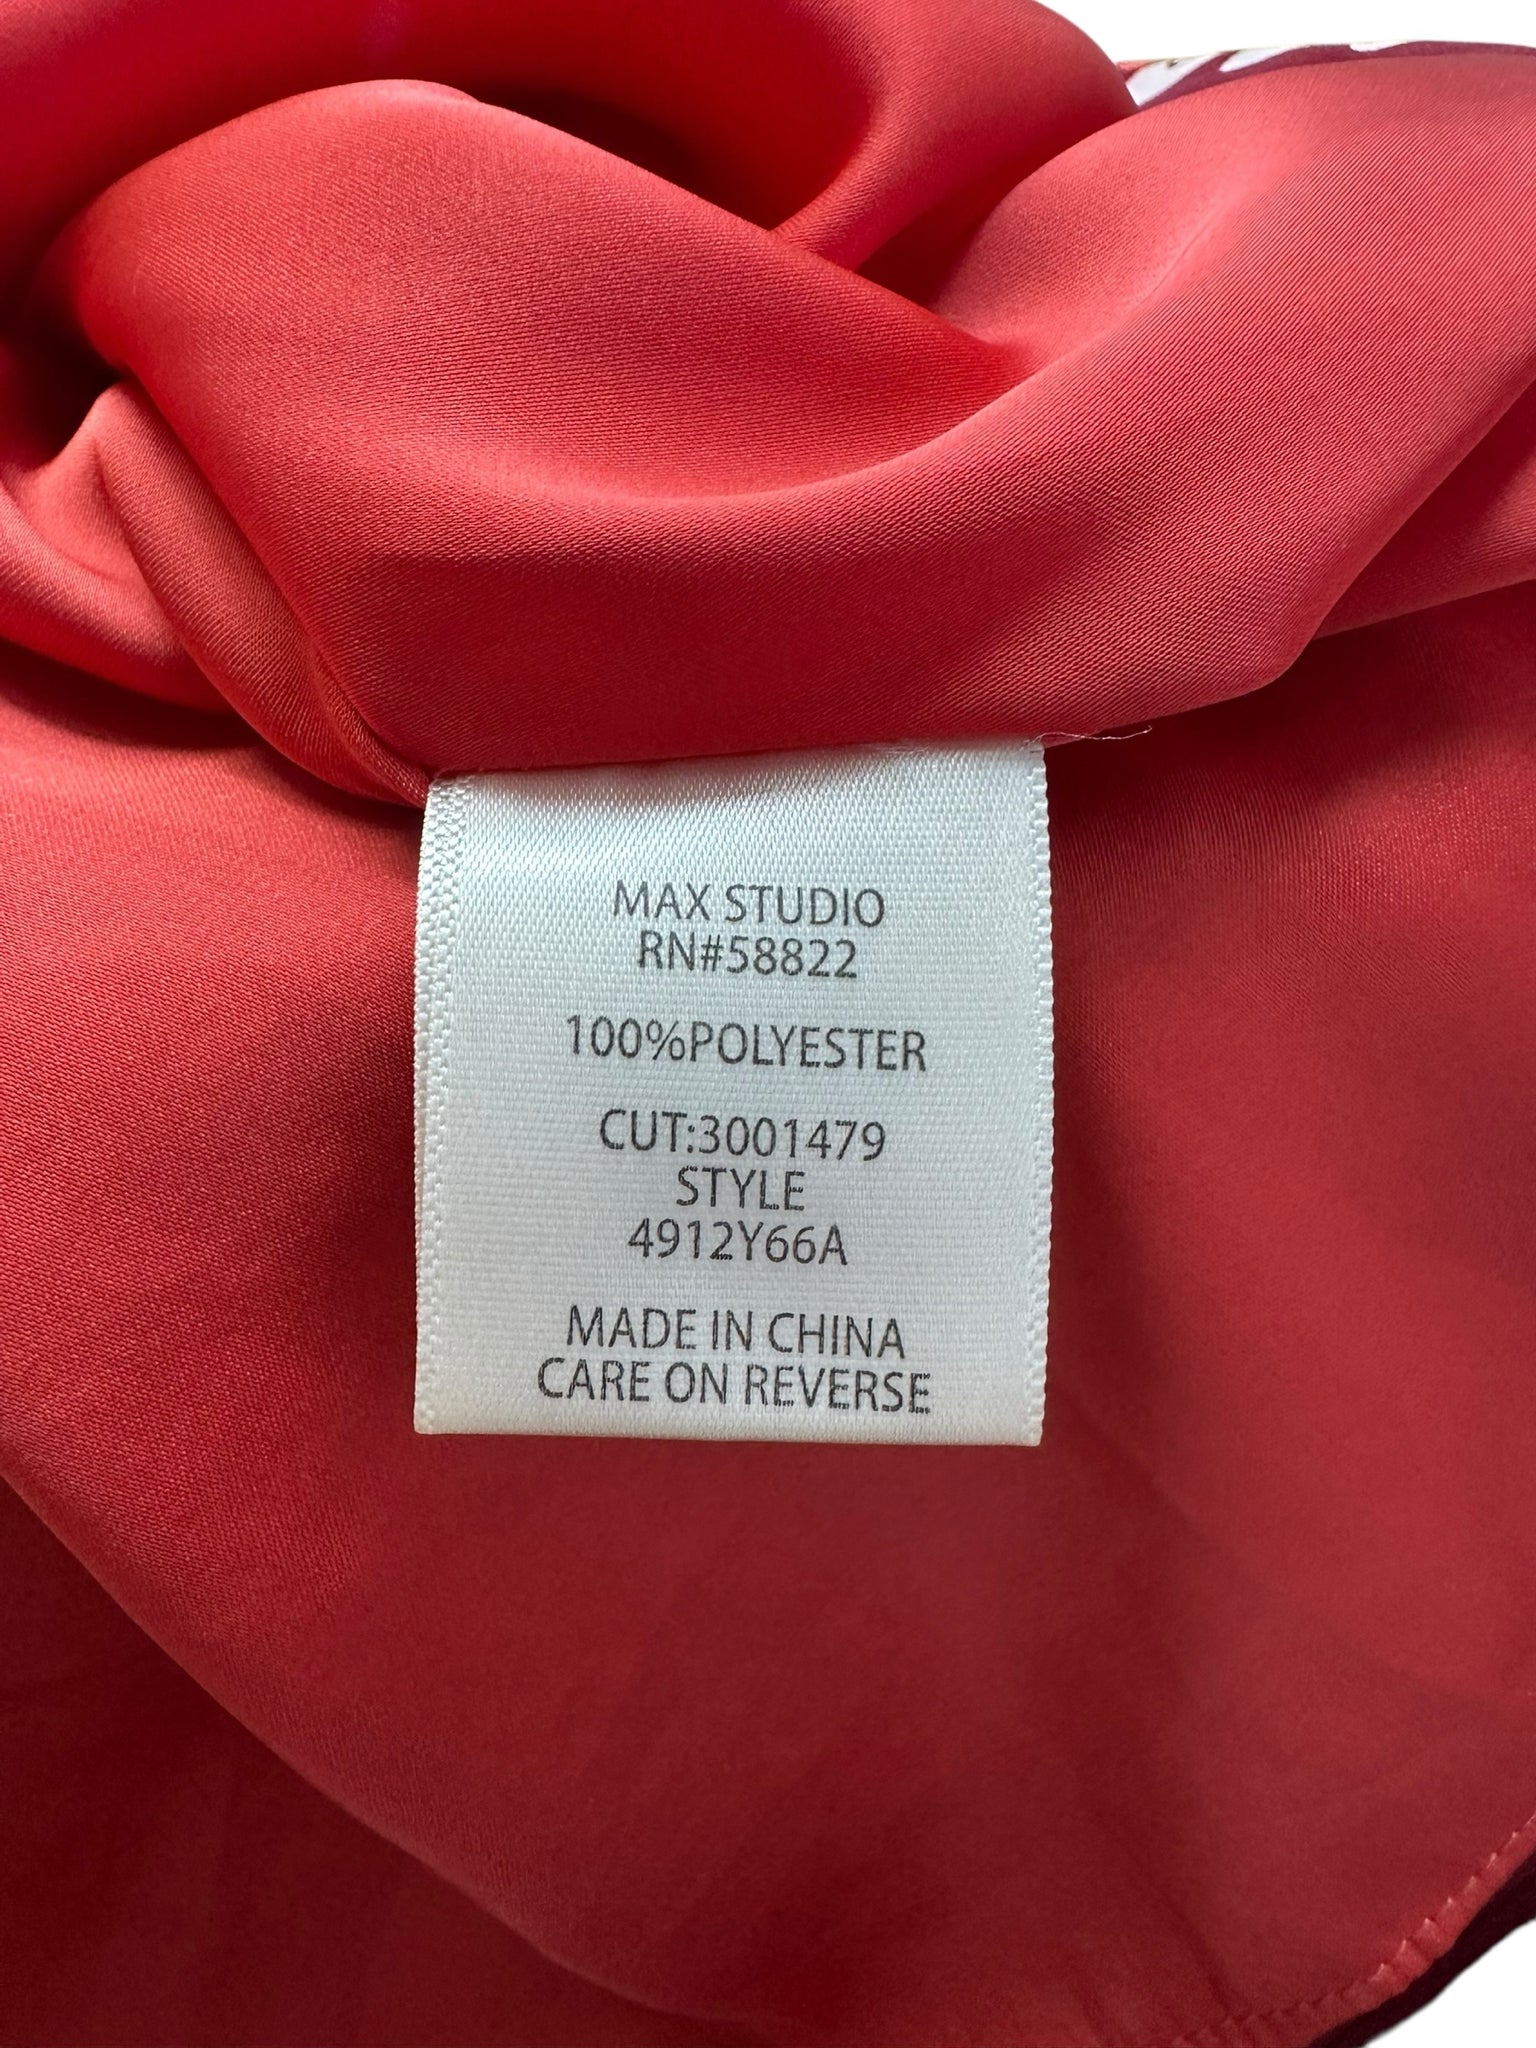 MAX STUDIO
RN#58822
100%POLYESTER
CUT:3001479
STYLE
4912Y66A
MADE IN CHINA
CARE ON REVERSE